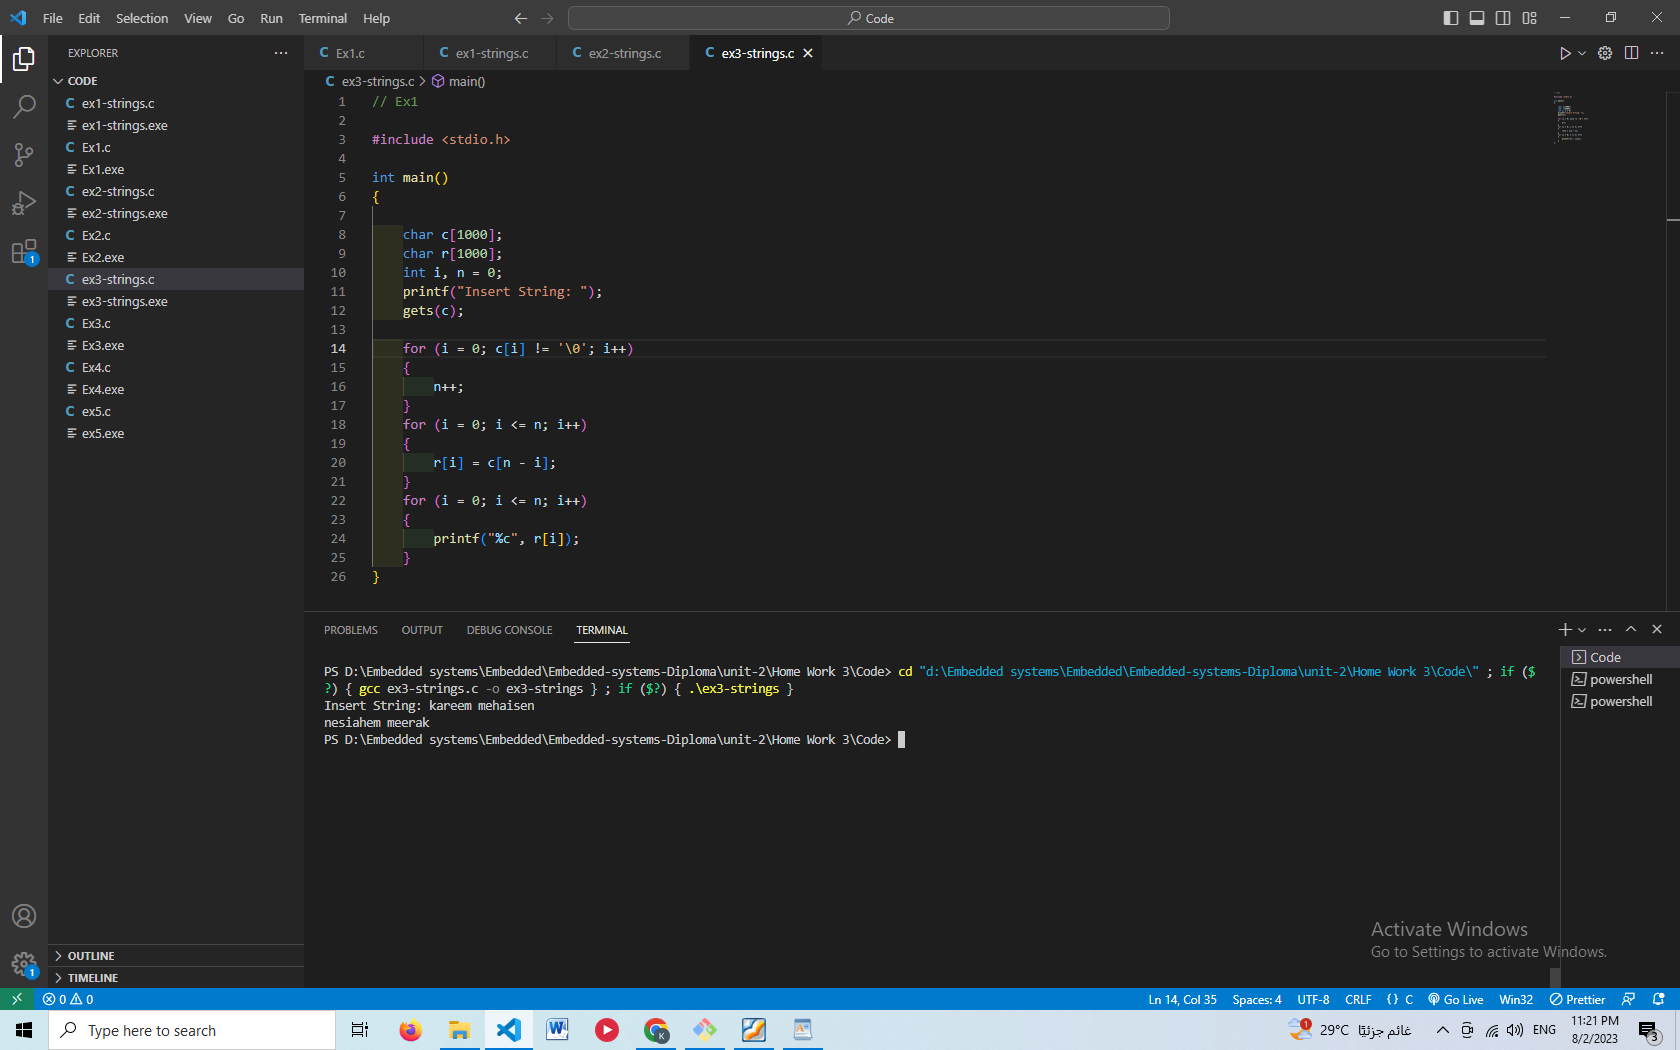 File Edit Selection View Go Run Terminal Help
Code
EXPLORER
CODE
ex1-strings.c
ex1-strings.exe
Ex1.c
Ex1.exe
ex2-strings.c
ex2-strings.exe
Ex2.c
Ex2.exe
ex3-strings.c
ex3-strings.exe
Ex3.c
Ex3.exe
Ex4.c
Ex4.exe
ex5.c
ex5.exe
OUTLINE
TIMELINE
Ex1.c ex1-strings.c ex2-strings.c ex3-strings.c
ex3-strings.c > main()
1 // Ex1
2
3 #include <stdio.h>
4
5 int main()
6 {
7
8 char c[1000];
9 char r[1000];
10 int i, n = 0;
11 printf("Insert String: ");
12 gets(c);
13
14 for (i = 0; c[i] != '\0'; i++)
15 {
16 n++;
17 }
18 for (i = 0; i <= n; i++)
19 {
20 r[i] = c[n - i];
21 }
22 for (i = 0; i <= n; i++)
23 {
24 printf("%c", r[i]);
25 }
26 }
PROBLEMS OUTPUT DEBUG CONSOLE TERMINAL
PS D:\Embedded systems\Embedded\Embedded-systems-Diploma\unit-2\Home Work 3\Code> cd "d:\Embedded systems\Embedded\Embedded-systems-Diploma\unit-2\Home Work 3\Code\" ; if ($
?) { gcc ex3-strings.c -o ex3-strings } ; if ($?) { .\ex3-strings }
Insert String: kareem mehaisen
nesiahem meerak
PS D:\Embedded systems\Embedded\Embedded-systems-Diploma\unit-2\Home Work 3\Code>
Code
powershell
powershell
Activate Windows
Go to Settings to activate Windows.
0 0 Ln 14, Col 35 Spaces: 4 UTF-8 CRLF {} C Go Live Win32 Prettier
Type here to search
29°C غائم جزئيًا ENG
11:21 PM
8/2/2023
3